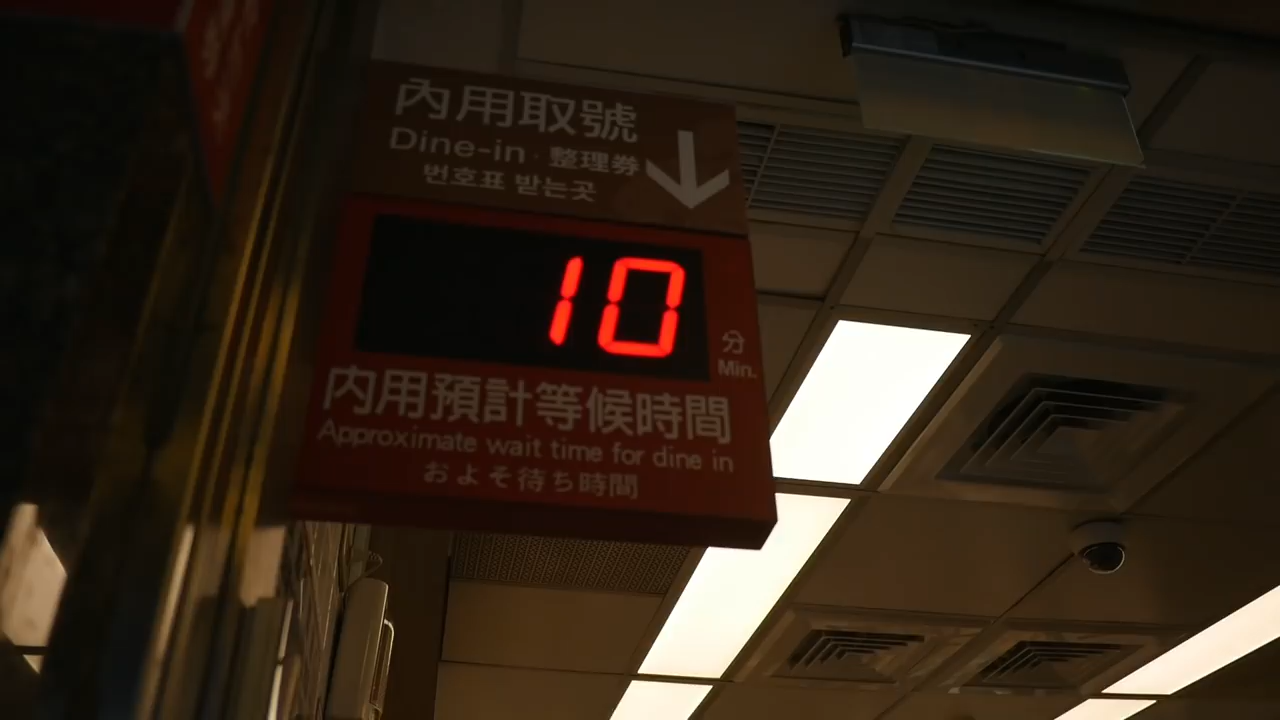 內用取號
Dine-in · 整理券
번호표 받는곳
10
分
Min.
內用預計等候時間
Approximate wait time for dine in
およそ待ち時間